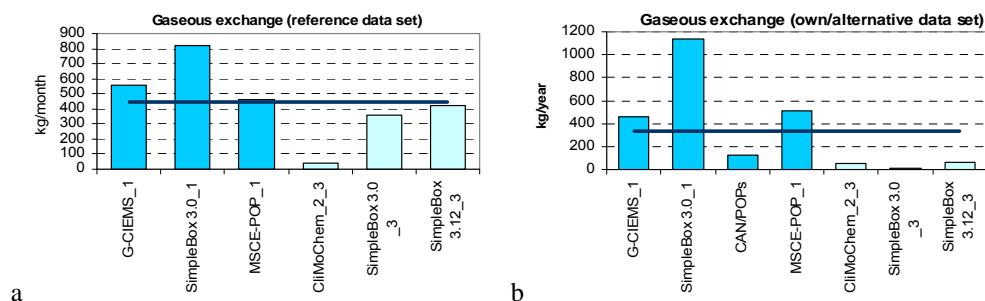 Gaseous exchange (reference data set)
900
800
700
600
500
400
300
200
100
0
kg/month
G-CIEMS_1
SimpleBox 3.0_1
MSCE-POP_1
CliMoChem_2_3
SimpleBox 3.0
_3
SimpleBox
3.12_3
a
Gaseous exchange (own/alternative data set)
1200
1000
800
600
400
200
0
kg/year
G-CIEMS_1
SimpleBox 3.0_1
CAN/POPs
MSCE-POP_1
CliMoChem_2_3
SimpleBox 3.0
_3
SimpleBox
3.12_3
b